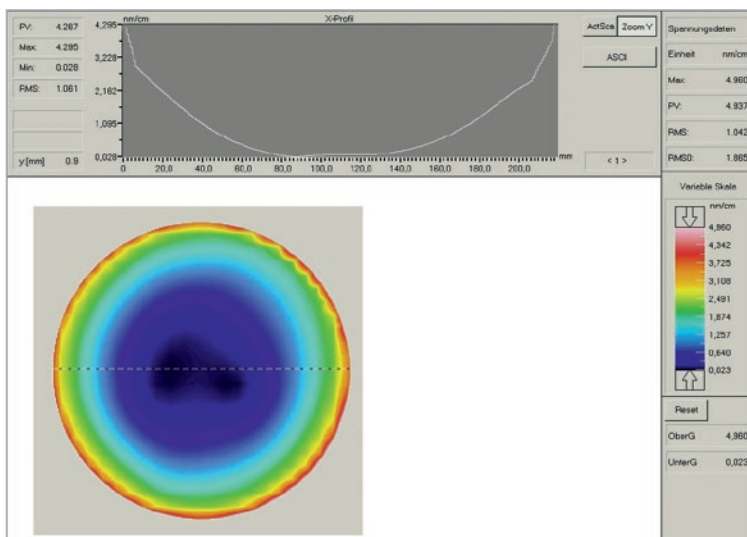 PV: 4.267
Max: 4.295
Min: 0.028
RMS: 1.061
y:[mm] 0.9
nm/cm
X-Profil
4,295
3,228
2,162
1,095
0,028
0 20,0 40,0 60,0 80,0 100,0 120,0 140,0 160,0 180,0 200,0 mm
ActSca Zoom Y
ASCII
< 1 >
Spannungsdaten
Einheit nm/cm
Max: 4.960
PV: 4.937
RMS: 1.042
RMS0: 1.865
Variable Skale
nm/cm
4,960
4,342
3,725
3,108
2,491
1,874
1,257
0,640
0,023
Reset
OberG 4,960
UnterG 0,023